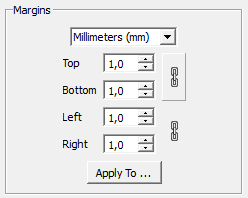 Margins
Millimeters (mm)
Top 1,0
Bottom 1,0
Left 1,0
Right 1,0
Apply To ...